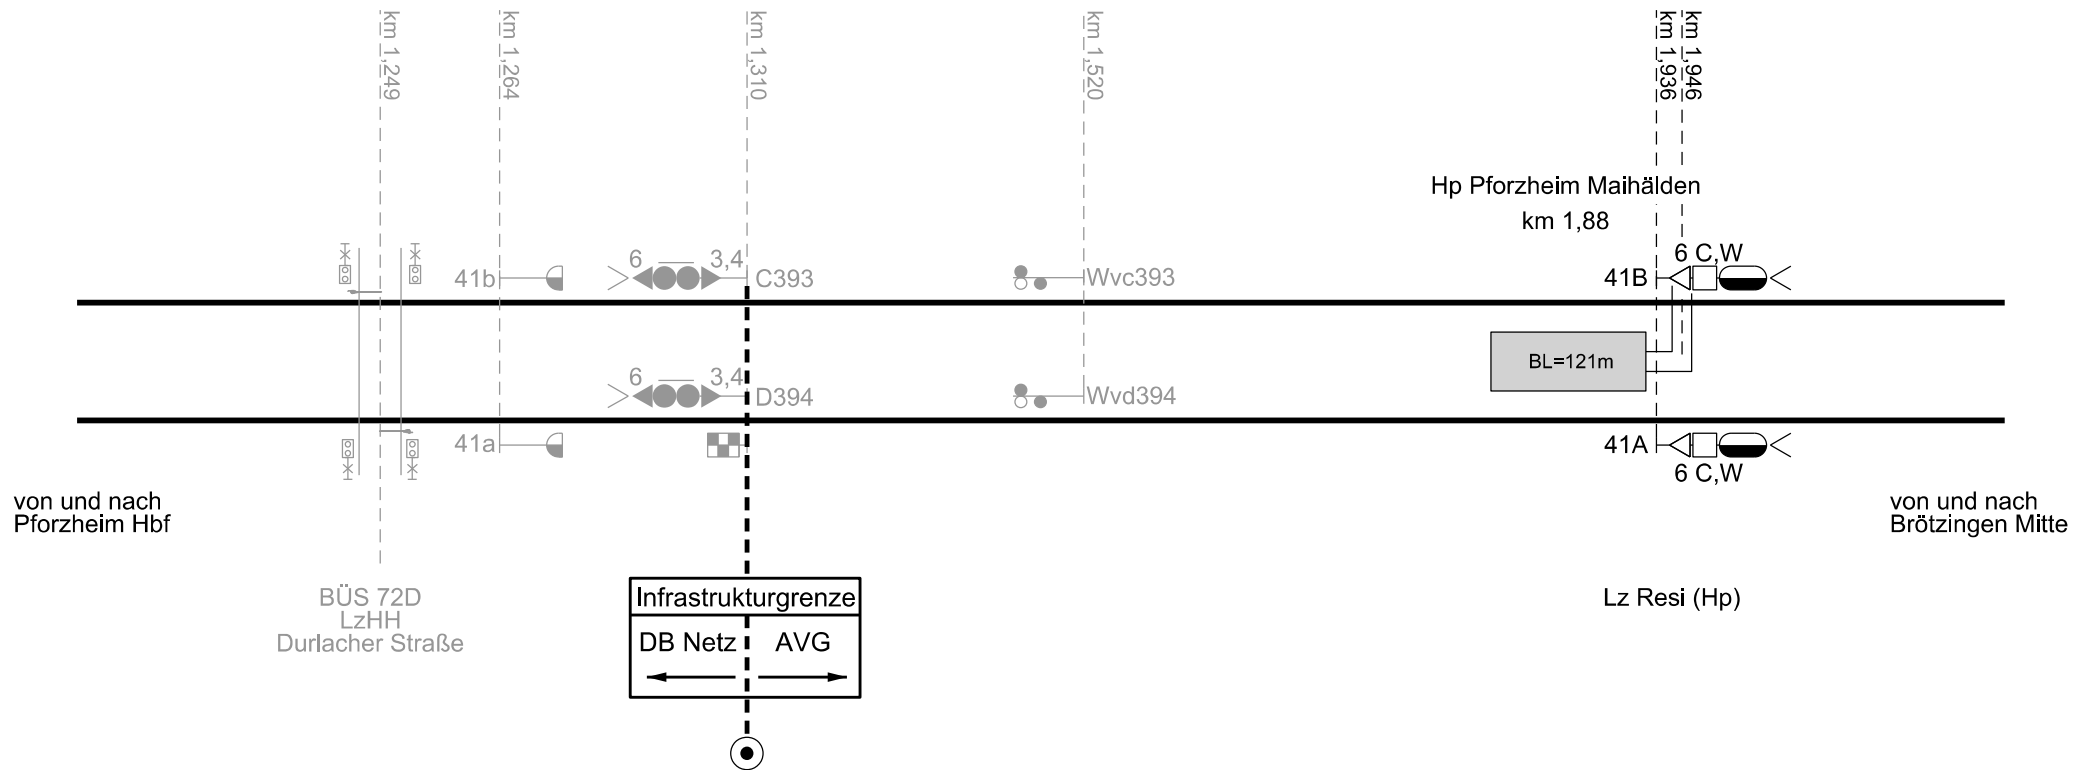 km 1,249
km 1,264
km 1,310
km 1,520
km 1,936
km 1,946
Hp Pforzheim Maihälden
km 1,88
41b
6
3,4
C393
Wvc393
41B
6 C,W
BL=121m
6
3,4
D394
Wvd394
41a
41A
6 C,W
von und nach
Pforzheim Hbf
von und nach
Brötzingen Mitte
BÜS 72D
LzHH
Durlacher Straße
Infrastrukturgrenze
DB Netz
AVG
Lz Resi (Hp)